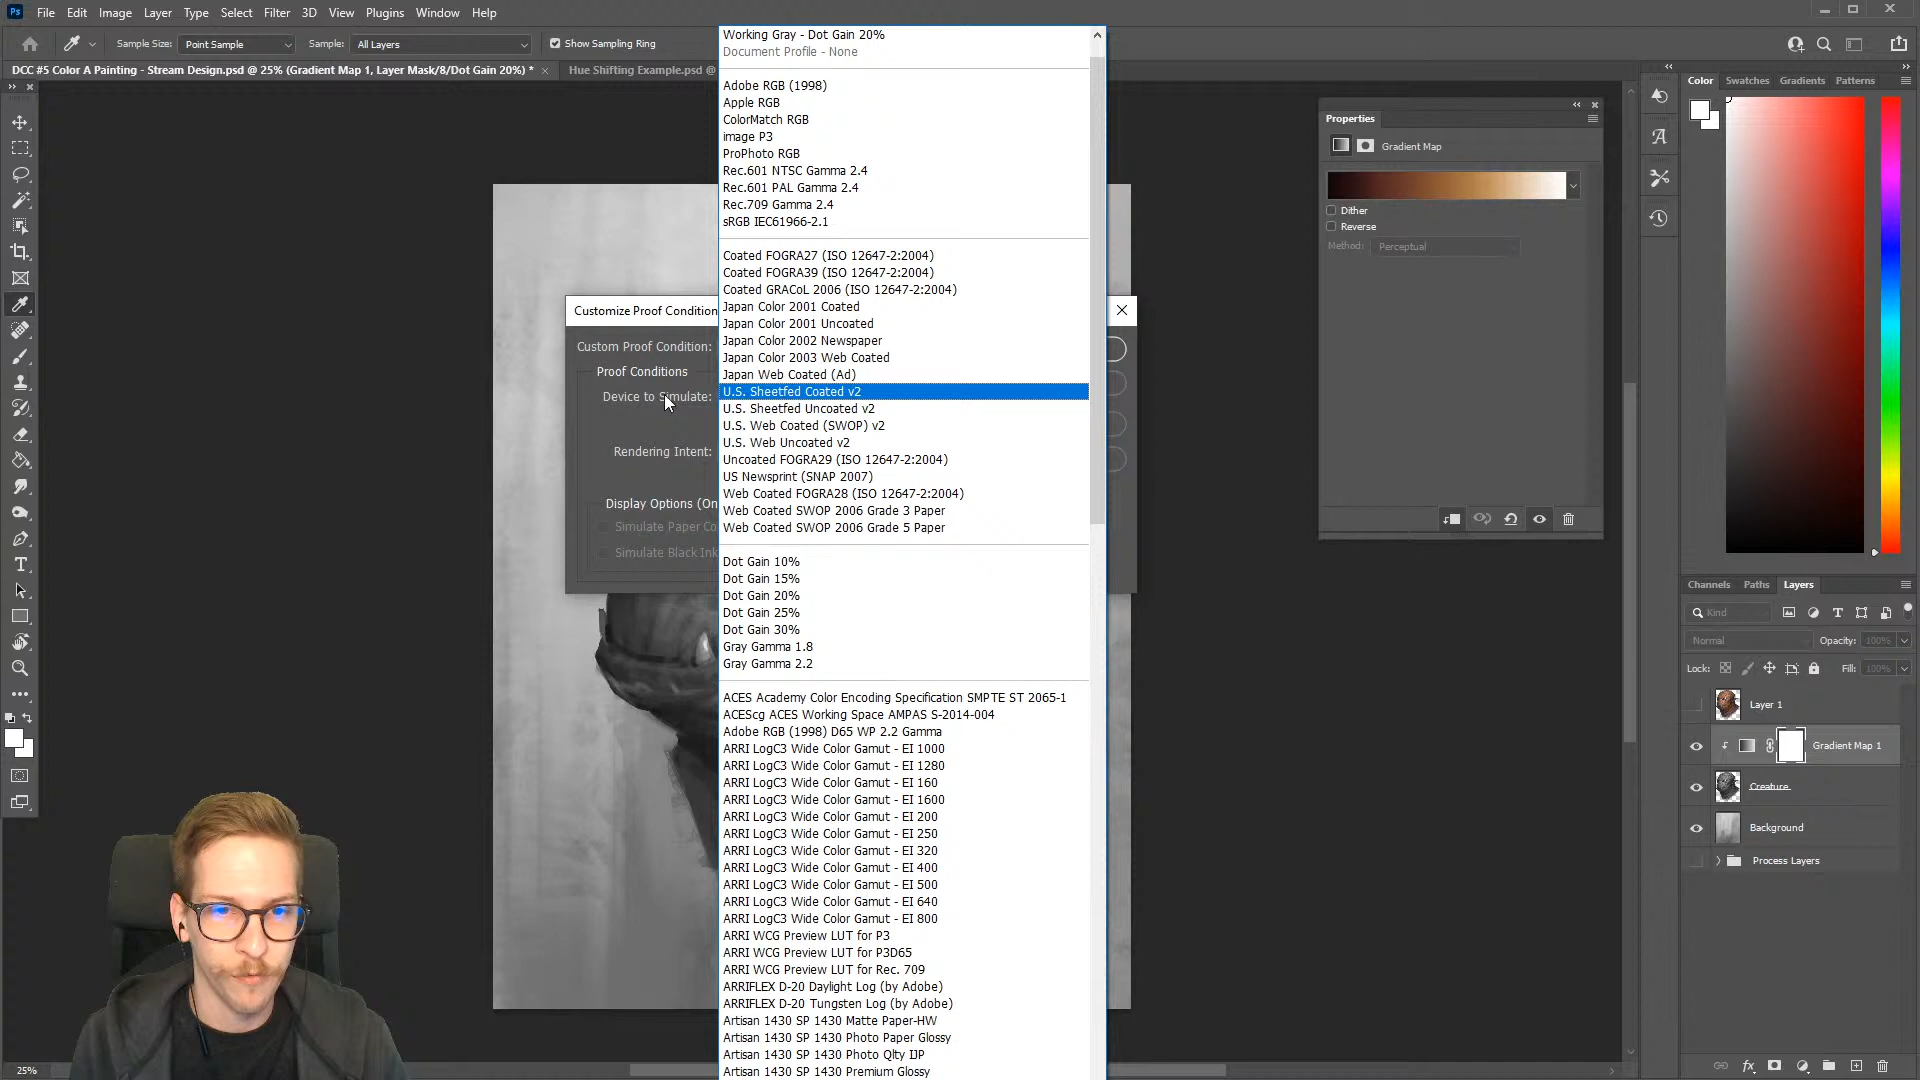 Ps File Edit Image Layer Type Select Filter 3D View Plugins Window Help
Sample Size: Point Sample Sample: All Layers Show Sampling Ring
DCC #5 Color A Painting - Stream Design.psd @ 25% (Gradient Map 1, Layer Mask/8/Dot Gain 20%) * × Hue Shifting Example.psd @
Working Gray - Dot Gain 20%
Document Profile - None
Adobe RGB (1998)
Apple RGB
ColorMatch RGB
image P3
ProPhoto RGB
Rec.601 NTSC Gamma 2.4
Rec.601 PAL Gamma 2.4
Rec.709 Gamma 2.4
sRGB IEC61966-2.1
Coated FOGRA27 (ISO 12647-2:2004)
Coated FOGRA39 (ISO 12647-2:2004)
Coated GRACoL 2006 (ISO 12647-2:2004)
Japan Color 2001 Coated
Japan Color 2001 Uncoated
Japan Color 2002 Newspaper
Japan Color 2003 Web Coated
Japan Web Coated (Ad)
U.S. Sheetfed Coated v2
U.S. Sheetfed Uncoated v2
U.S. Web Coated (SWOP) v2
U.S. Web Uncoated v2
Uncoated FOGRA29 (ISO 12647-2:2004)
US Newsprint (SNAP 2007)
Web Coated FOGRA28 (ISO 12647-2:2004)
Web Coated SWOP 2006 Grade 3 Paper
Web Coated SWOP 2006 Grade 5 Paper
Dot Gain 10%
Dot Gain 15%
Dot Gain 20%
Dot Gain 25%
Dot Gain 30%
Gray Gamma 1.8
Gray Gamma 2.2
ACES Academy Color Encoding Specification SMPTE ST 2065-1
ACEScg ACES Working Space AMPAS S-2014-004
Adobe RGB (1998) D65 WP 2.2 Gamma
ARRI LogC3 Wide Color Gamut - EI 1000
ARRI LogC3 Wide Color Gamut - EI 1280
ARRI LogC3 Wide Color Gamut - EI 160
ARRI LogC3 Wide Color Gamut - EI 1600
ARRI LogC3 Wide Color Gamut - EI 200
ARRI LogC3 Wide Color Gamut - EI 250
ARRI LogC3 Wide Color Gamut - EI 320
ARRI LogC3 Wide Color Gamut - EI 400
ARRI LogC3 Wide Color Gamut - EI 500
ARRI LogC3 Wide Color Gamut - EI 640
ARRI LogC3 Wide Color Gamut - EI 800
ARRI WCG Preview LUT for P3
ARRI WCG Preview LUT for P3D65
ARRI WCG Preview LUT for Rec. 709
ARRIFLEX D-20 Daylight Log (by Adobe)
ARRIFLEX D-20 Tungsten Log (by Adobe)
Artisan 1430 SP 1430 Matte Paper-HW
Artisan 1430 SP 1430 Photo Paper Glossy
Artisan 1430 SP 1430 Photo Qlty IJP
Artisan 1430 SP 1430 Premium Glossy
Customize Proof Condition
Custom Proof Condition:
Proof Conditions
Device to Simulate:
Rendering Intent:
Display Options (On
Simulate Paper Co
Simulate Black Ink
Properties
Gradient Map
Dither
Reverse
Method: Perceptual
Color Swatches Gradients Patterns
Channels Paths Layers
Kind
Normal Opacity: 100%
Lock: Fill: 100%
Layer 1
Gradient Map 1
Creature
Background
Process Layers
25%